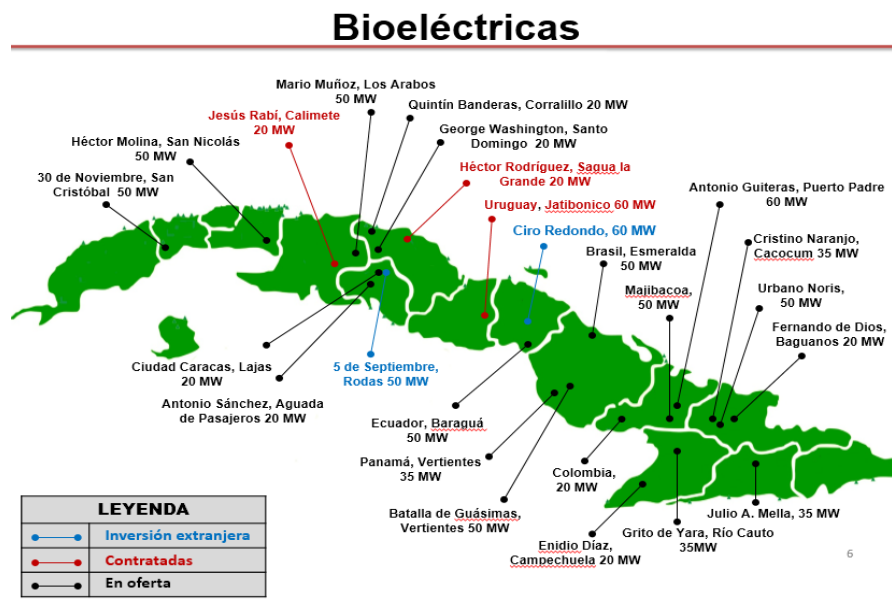 Bioeléctricas
Mario Muñoz, Los Arabos
50 MW
Quintín Banderas, Corralillo 20 MW
Jesús Rabí, Calimete
20 MW
George Washington, Santo
Domingo 20 MW
Héctor Molina, San Nicolás
50 MW
Héctor Rodríguez, Sagua la
Grande 20 MW
30 de Noviembre, San
Cristóbal 50 MW
Antonio Guiteras, Puerto Padre
60 MW
Uruguay, Jatibonico 60 MW
Ciro Redondo, 60 MW
Cristino Naranjo,
Cacocum 35 MW
Brasil, Esmeralda
50 MW
Majibacoa,
50 MW
Urbano Noris,
50 MW
Fernando de Dios,
Baguanos 20 MW
Ciudad Caracas, Lajas
20 MW
5 de Septiembre,
Rodas 50 MW
Antonio Sánchez, Aguada
de Pasajeros 20 MW
Ecuador, Baraguá
50 MW
Panamá, Vertientes
35 MW
Colombia,
20 MW
Batalla de Guásimas,
Vertientes 50 MW
Julio A. Mella, 35 MW
Grito de Yara, Río Cauto
35MW
Enidio Díaz,
Campechuela 20 MW
LEYENDA
Inversión extranjera
Contratadas
En oferta
6